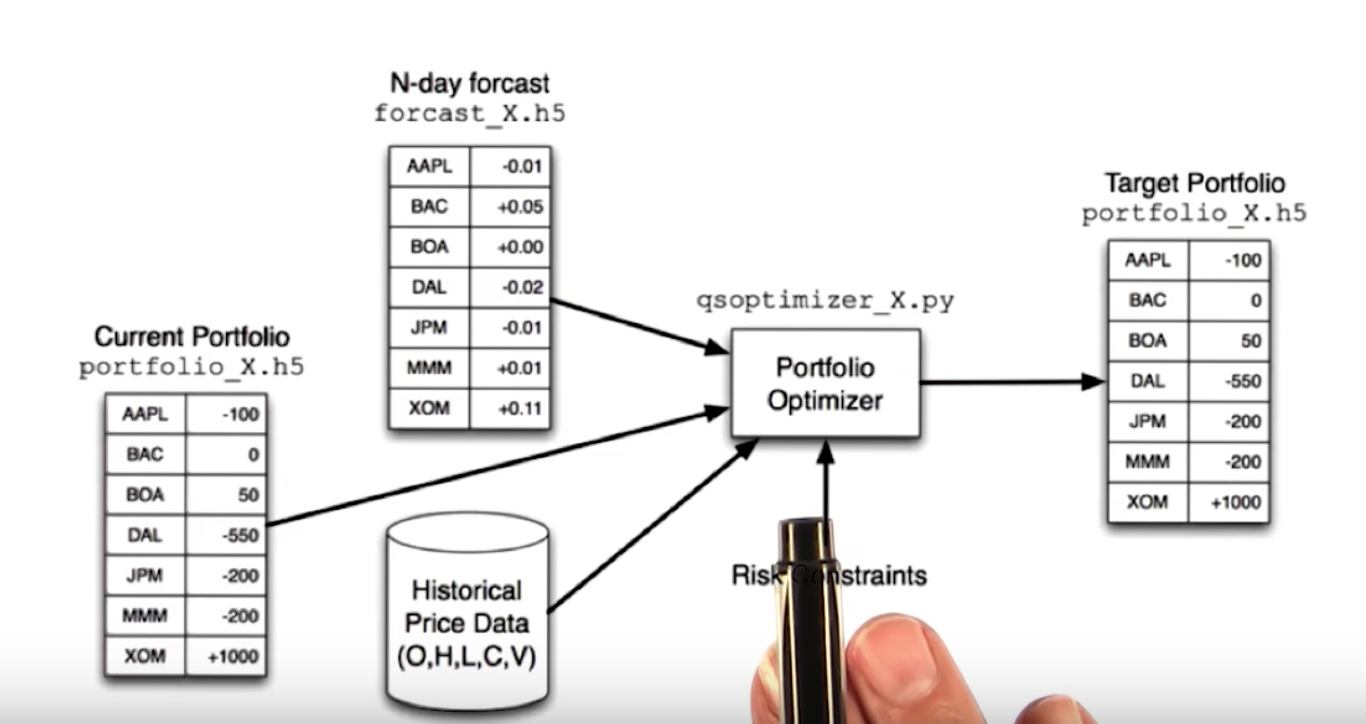 N-day forcast
forcast_X.h5
AAPL -0.01
BAC +0.05
BOA +0.00
DAL -0.02
JPM -0.01
MMM +0.01
XOM +0.11
Current Portfolio
portfolio_X.h5
AAPL -100
BAC 0
BOA 50
DAL -550
JPM -200
MMM -200
XOM +1000
Historical
Price Data
(O,H,L,C,V)
qsoptimizer_X.py
Portfolio
Optimizer
Risk Constraints
Target Portfolio
portfolio_X.h5
AAPL -100
BAC 0
BOA 50
DAL -550
JPM -200
MMM -200
XOM +1000